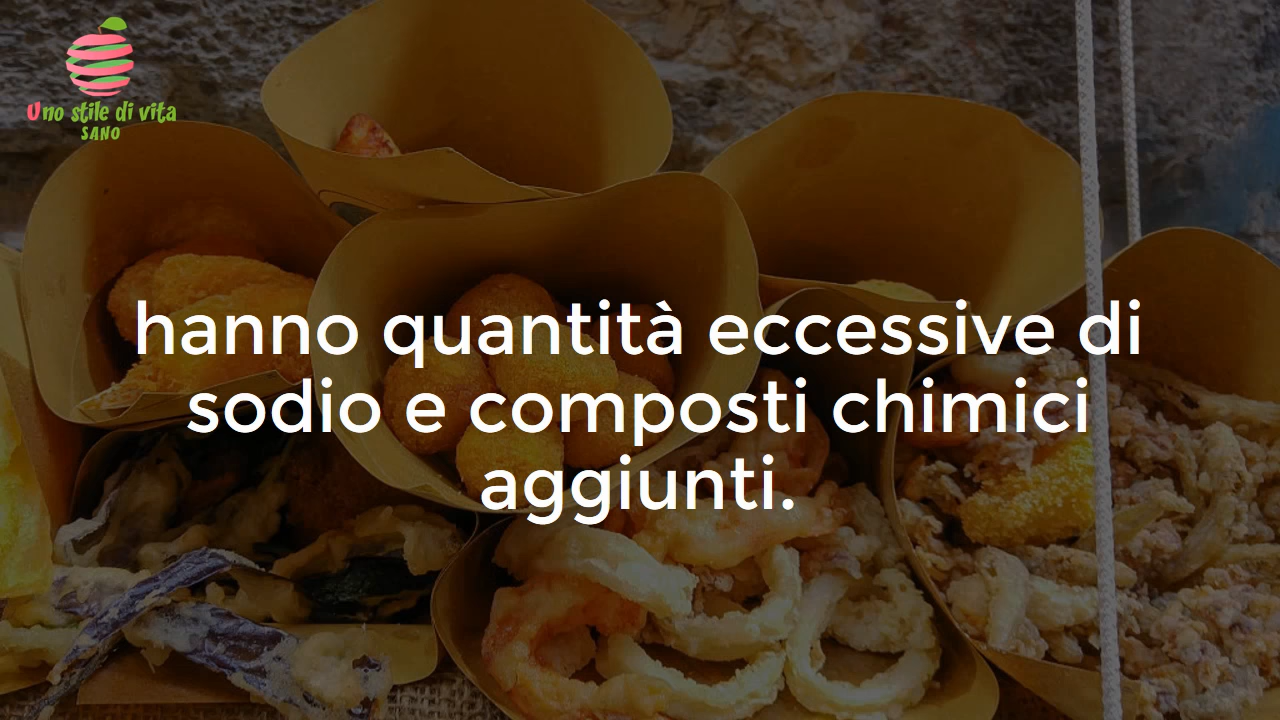 Uno stile di vita
SANO
hanno quantità eccessive di
sodio e composti chimici
aggiunti.